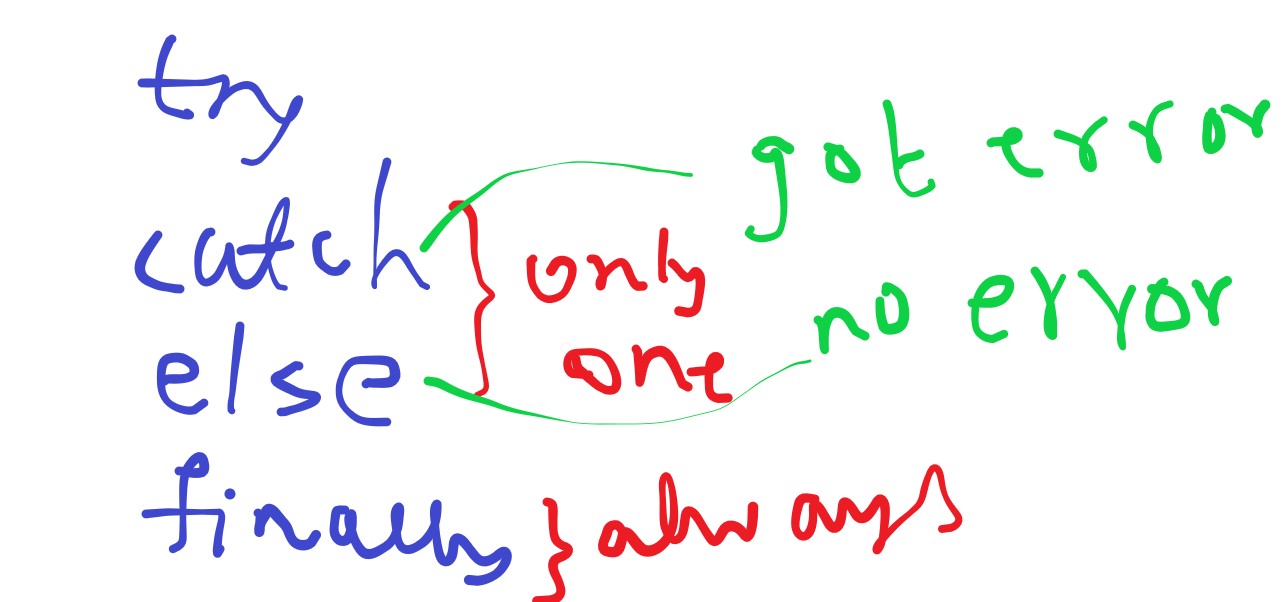 try
got error
catch
only
no error
one
else
finally } always